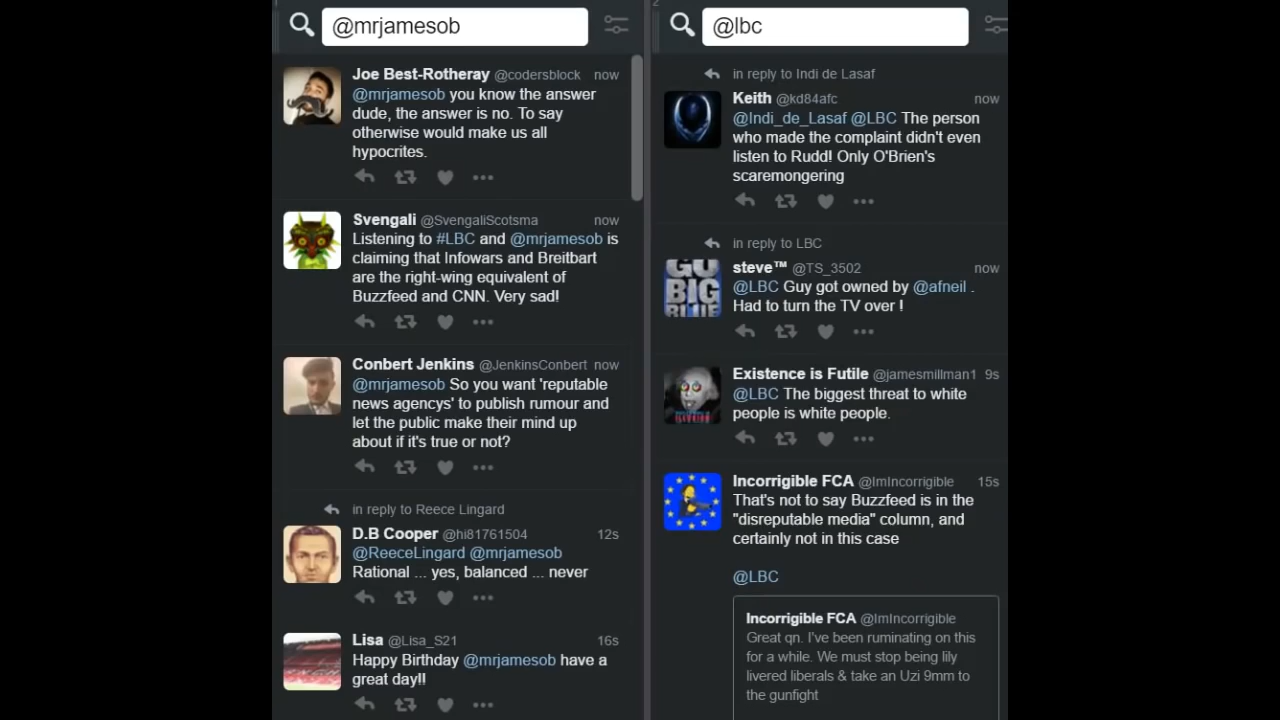 @mrjamesob
Joe Best-Rotheray @codersblock now
@mrjamesob you know the answer
dude, the answer is no. To say
otherwise would make us all
hypocrites.
Svengali @SvengaliScotsma now
Listening to #LBC and @mrjamesob is
claiming that Infowars and Breitbart
are the right-wing equivalent of
Buzzfeed and CNN. Very sad!
Conbert Jenkins @JenkinsConbert now
@mrjamesob So you want 'reputable
news agencys' to publish rumour and
let the public make their mind up
about if it's true or not?
in reply to Reece Lingard
D.B Cooper @hi81761504 12s
@ReeceLingard @mrjamesob
Rational ... yes, balanced ... never
Lisa @Lisa_S21 16s
Happy Birthday @mrjamesob have a
great day!!
2
@lbc
in reply to Indi de Lasaf
Keith @kd84afc now
@Indi_de_Lasaf @LBC The person
who made the complaint didn't even
listen to Rudd! Only O'Brien's
scaremongering
in reply to LBC
steve™ @TS_3502 now
GO
BIG
BLUE
@LBC Guy got owned by @afneil .
Had to turn the TV over !
Existence is Futile @jamesmillman1 9s
@LBC The biggest threat to white
people is white people.
Incorrigible FCA @ImIncorrigible 15s
That's not to say Buzzfeed is in the
"disreputable media" column, and
certainly not in this case
@LBC
Incorrigible FCA @ImIncorrigible
Great qn. I've been ruminating on this
for a while. We must stop being lily
livered liberals & take an Uzi 9mm to
the gunfight